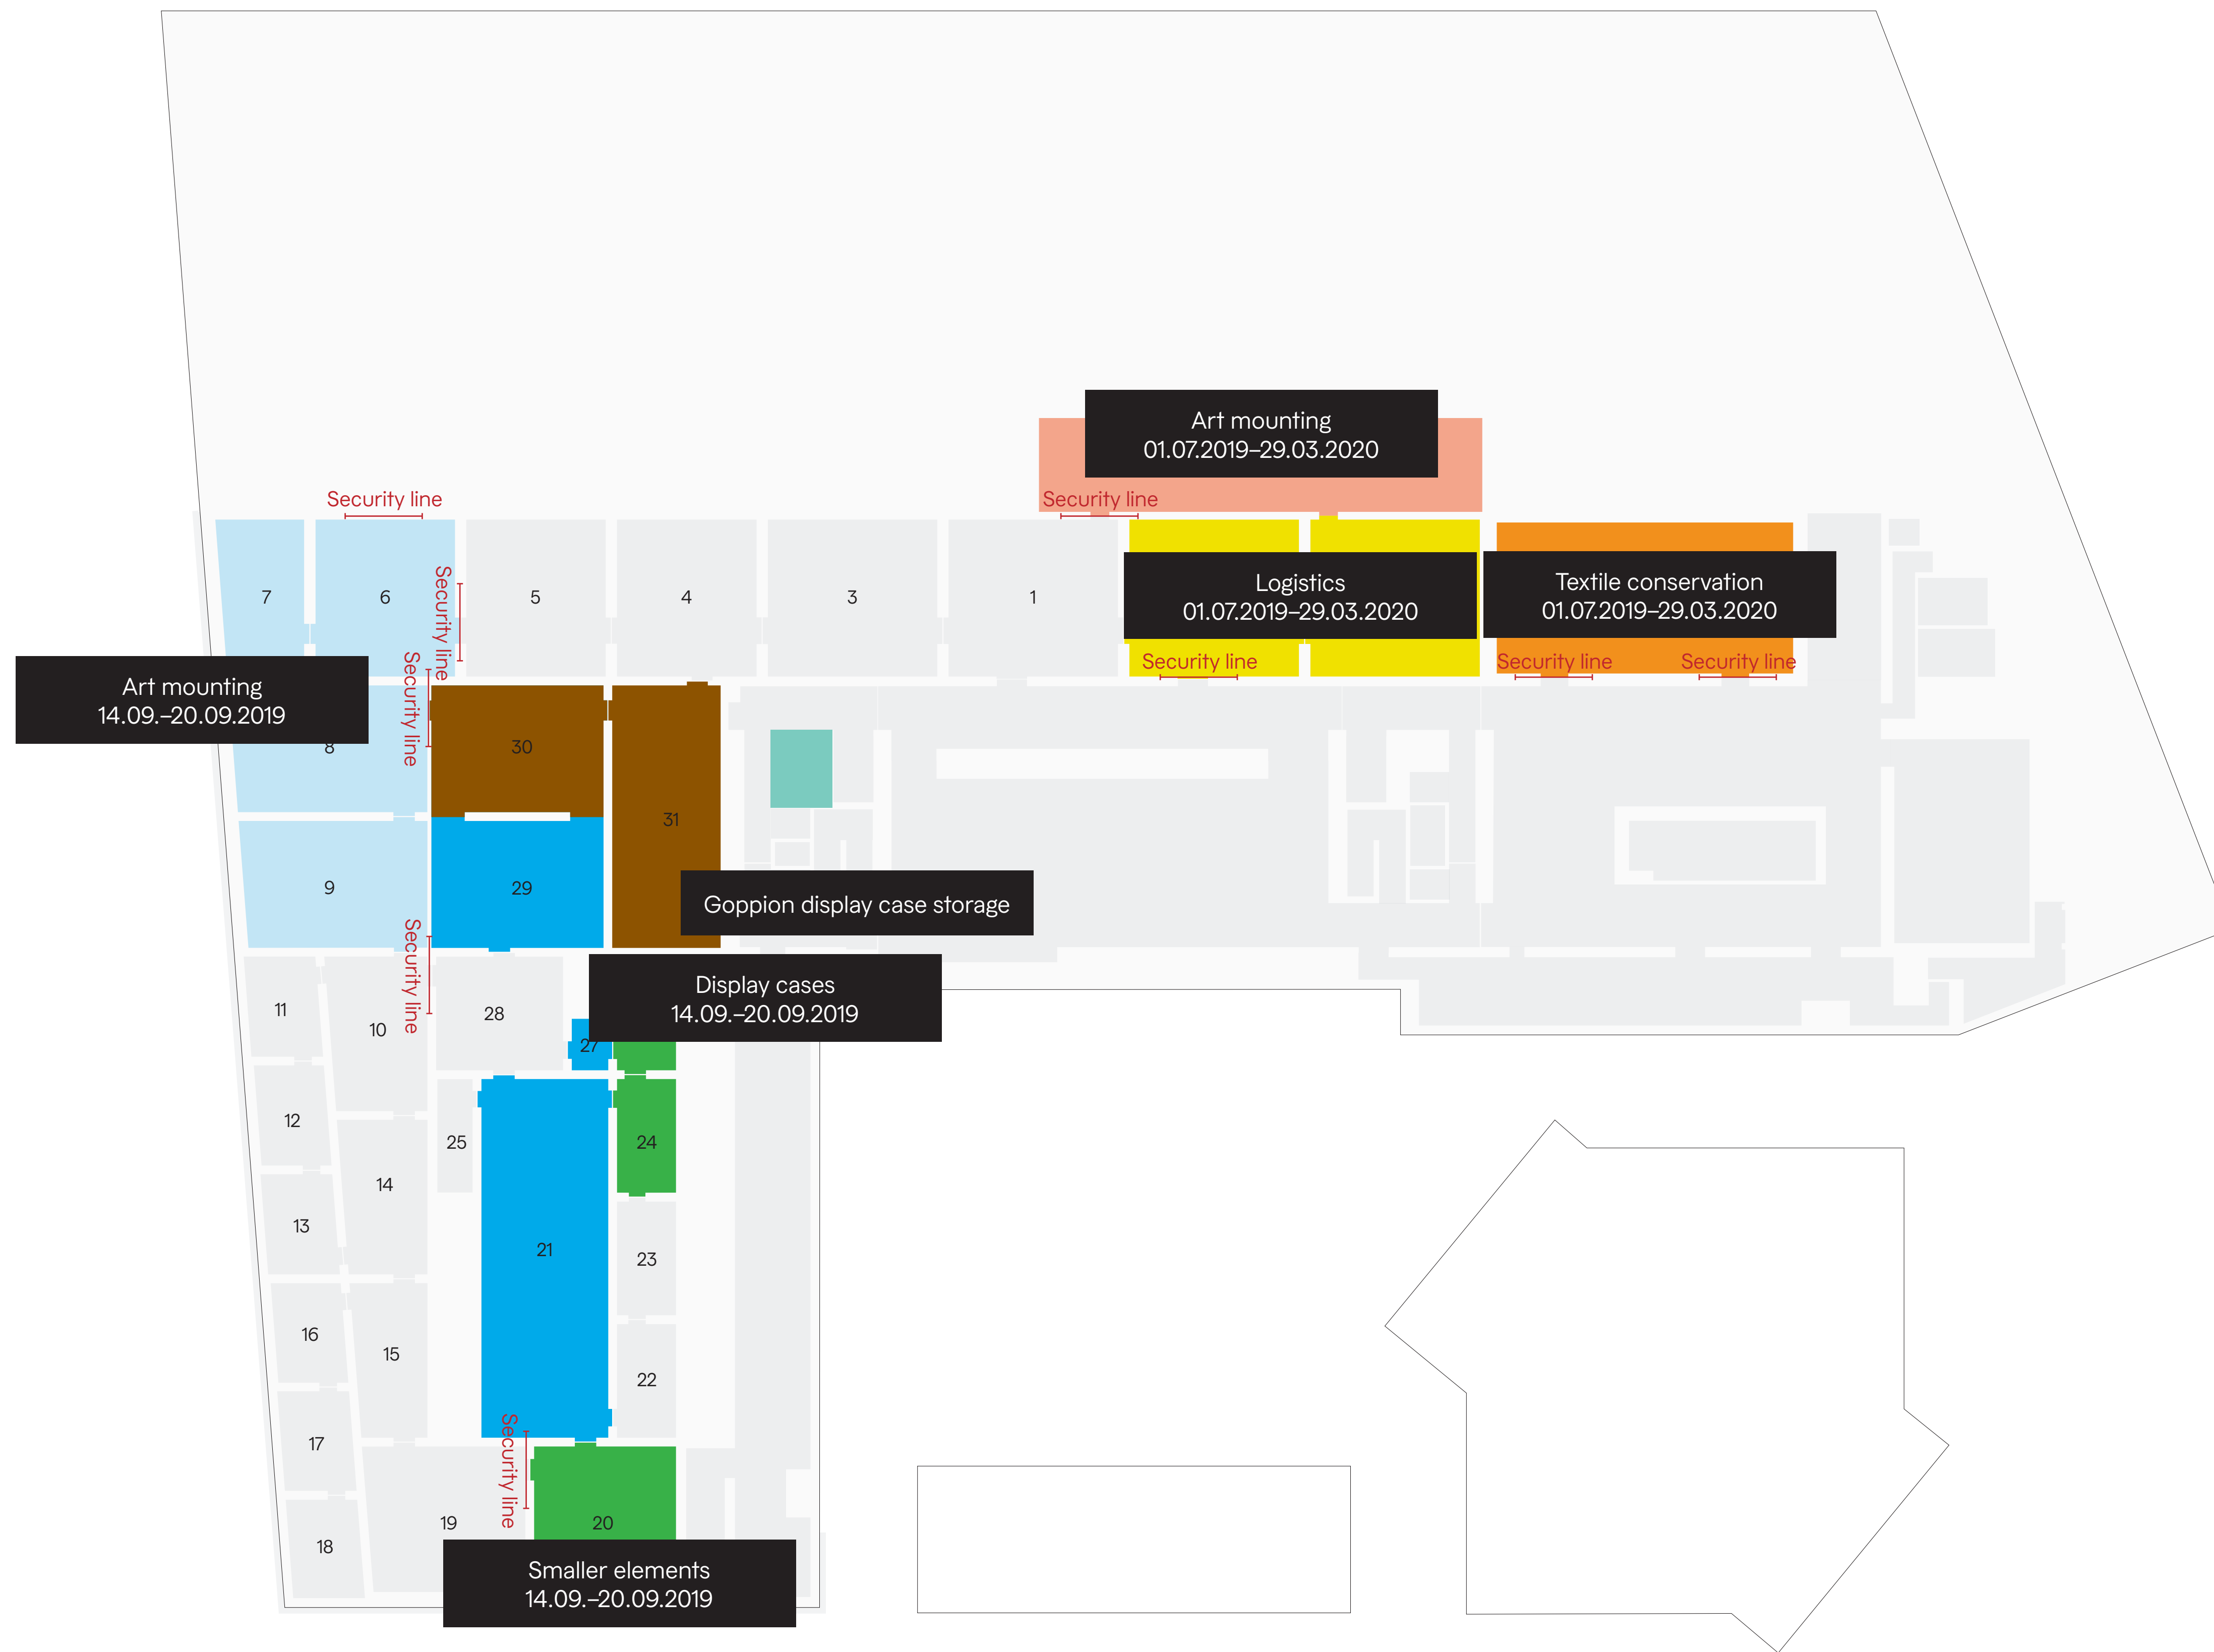 Art mounting
01.07.2019–29.03.2020
Security line
Security line
7
6
Security line
5
4
3
1
Logistics
01.07.2019–29.03.2020
Textile conservation
01.07.2019–29.03.2020
Security line
Security line
Security line
Art mounting
14.09.–20.09.2019
Security line
8
30
31
9
29
Goppion display case storage
Security line
Display cases
14.09.–20.09.2019
11
10
28
27
12
25
24
14
13
21
23
16
15
22
17
Security line
19
20
18
Smaller elements
14.09.–20.09.2019